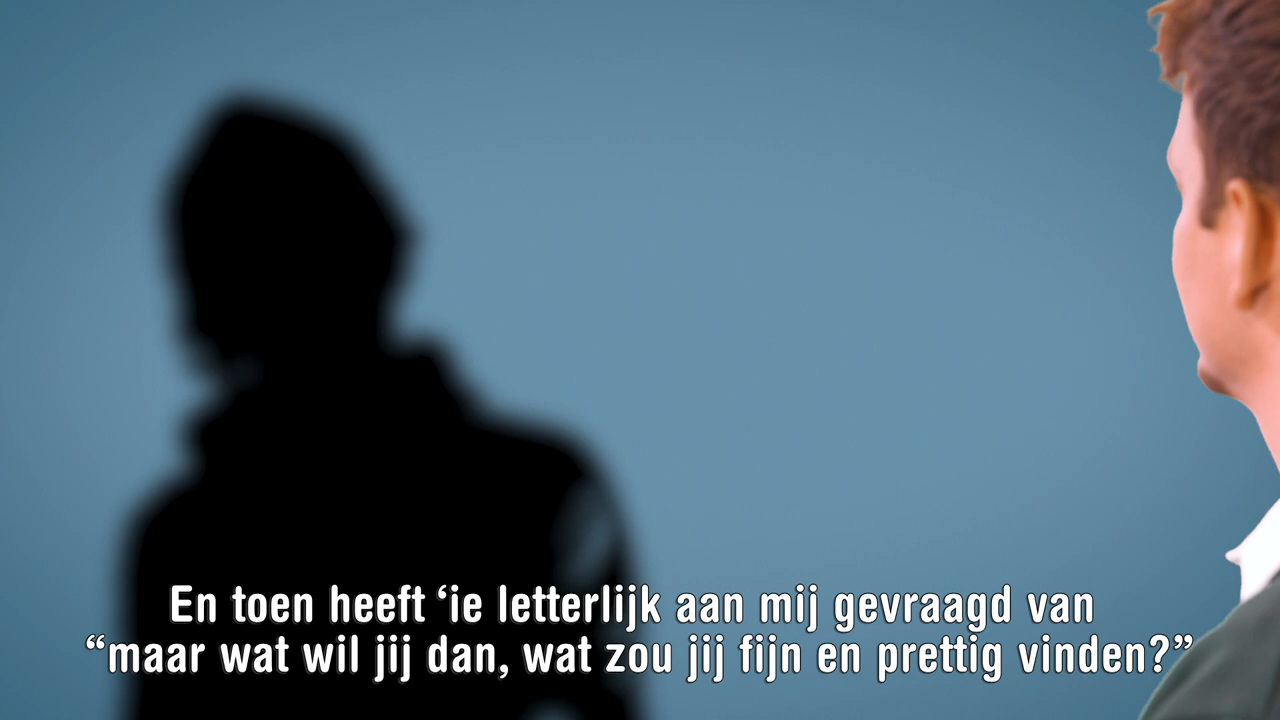 En toen heeft ‘ie letterlijk aan mij gevraagd van
“maar wat wil jij dan, wat zou jij fijn en prettig vinden?”